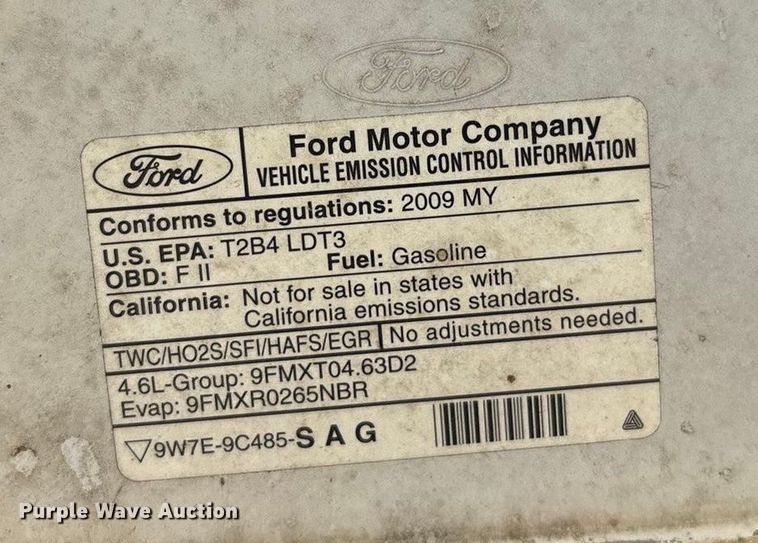 Ford
Ford
Ford Motor Company
VEHICLE EMISSION CONTROL INFORMATION
Conforms to regulations: 2009 MY
U.S. EPA: T2B4 LDT3
OBD: F II
Fuel: Gasoline
California: Not for sale in states with
California emissions standards.
TWC/HO2S/SFI/HAFS/EGR
No adjustments needed.
4.6L-Group: 9FMXT04.63D2
Evap: 9FMXR0265NBR
9W7E-9C485-S A G
Purple Wave Auction